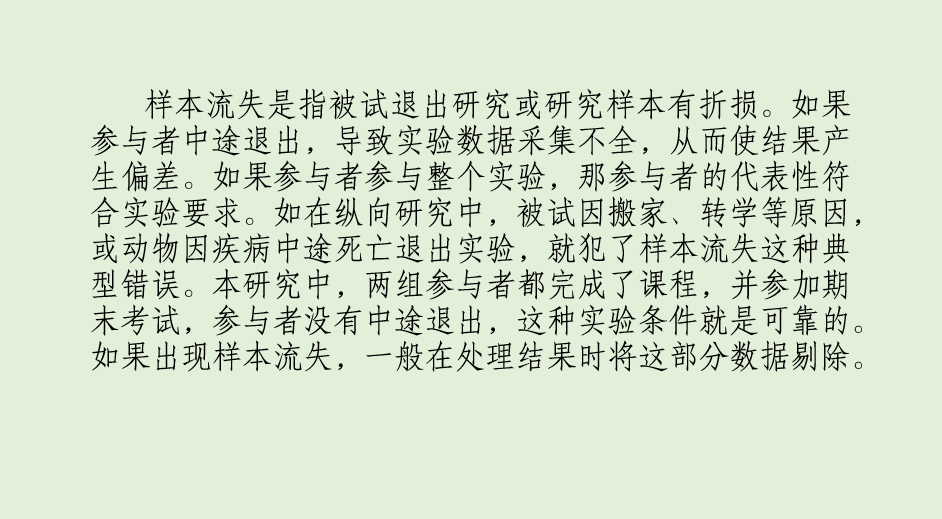 样本流失是指被试退出研究或研究样本有折损。如果
参与者中途退出，导致实验数据采集不全，从而使结果产
生偏差。如果参与者参与整个实验，那参与者的代表性符
合实验要求。如在纵向研究中，被试因搬家、转学等原因，
或动物因疾病中途死亡退出实验，就犯了样本流失这种典
型错误。本研究中，两组参与者都完成了课程，并参加期
末考试，参与者没有中途退出，这种实验条件就是可靠的。
如果出现样本流失，一般在处理结果时将这部分数据剔除。